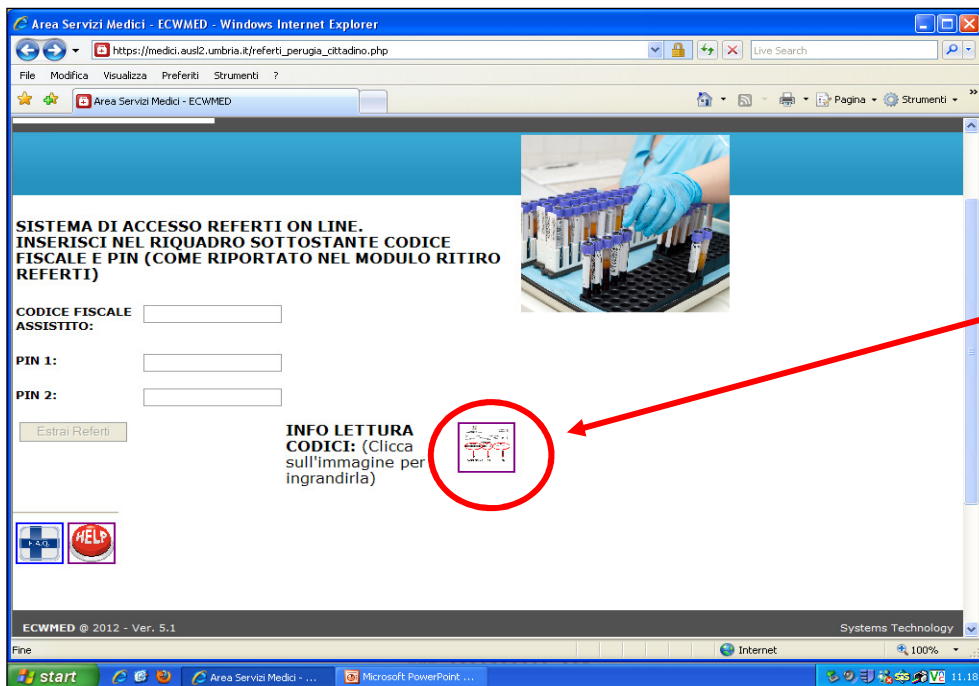 Area Servizi Medici - ECWMED - Windows Internet Explorer
https://medici.ausl2.umbria.it/referti_perugia_cittadino.php
Live Search
File Modifica Visualizza Preferiti Strumenti ?
Area Servizi Medici - ECWMED
Pagina Strumenti »
SISTEMA DI ACCESSO REFERTI ON LINE.
INSERISCI NEL RIQUADRO SOTTOSTANTE CODICE
FISCALE E PIN (COME RIPORTATO NEL MODULO RITIRO
REFERTI)
CODICE FISCALE
ASSISTITO:
PIN 1:
PIN 2:
Estrai Referti
INFO LETTURA
CODICI: (Clicca
sull'immagine per
ingrandirla)
F.A.Q.
HELP
ECWMED @ 2012 - Ver. 5.1
Systems Technology
Fine
Internet
100%
start
Area Servizi Medici - ...
Microsoft PowerPoint ...
11.18